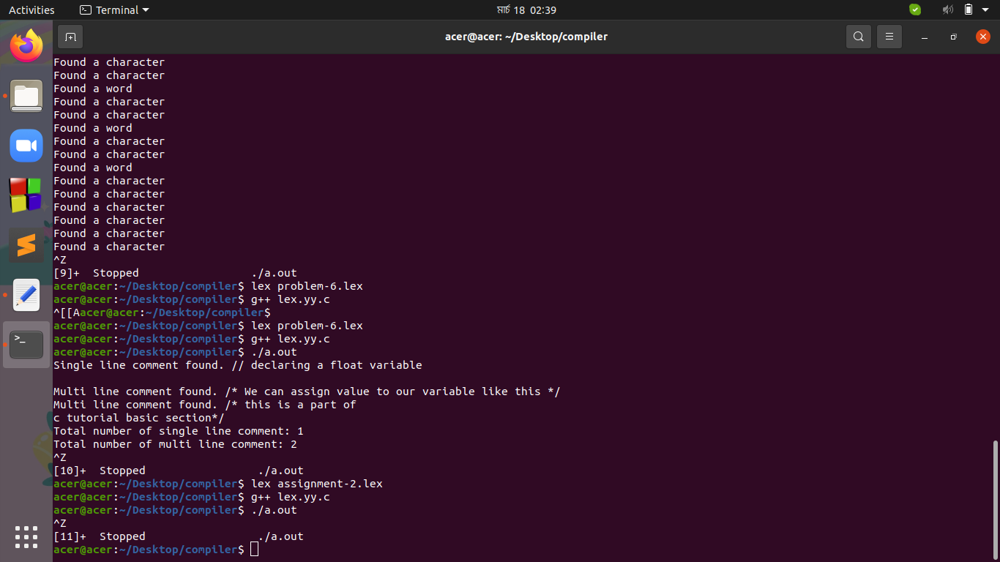 Activities Terminal মার্চ 18 02:39
acer@acer: ~/Desktop/compiler
Found a character
Found a character
Found a word
Found a character
Found a character
Found a word
Found a character
Found a character
Found a word
Found a character
Found a character
Found a character
Found a character
Found a character
Found a character
^Z
[9]+  Stopped                 ./a.out
acer@acer:~/Desktop/compiler$ lex problem-6.lex
acer@acer:~/Desktop/compiler$ g++ lex.yy.c
^[[Aacer@acer:~/Desktop/compiler$
acer@acer:~/Desktop/compiler$ lex problem-6.lex
acer@acer:~/Desktop/compiler$ g++ lex.yy.c
acer@acer:~/Desktop/compiler$ ./a.out
Single line comment found. // declaring a float variable
Multi line comment found. /* We can assign value to our variable like this */
Multi line comment found. /* this is a part of
c tutorial basic section*/
Total number of single line comment: 1
Total number of multi line comment: 2
^Z
[10]+  Stopped                 ./a.out
acer@acer:~/Desktop/compiler$ lex assignment-2.lex
acer@acer:~/Desktop/compiler$ g++ lex.yy.c
acer@acer:~/Desktop/compiler$ ./a.out
^Z
[11]+  Stopped                 ./a.out
acer@acer:~/Desktop/compiler$